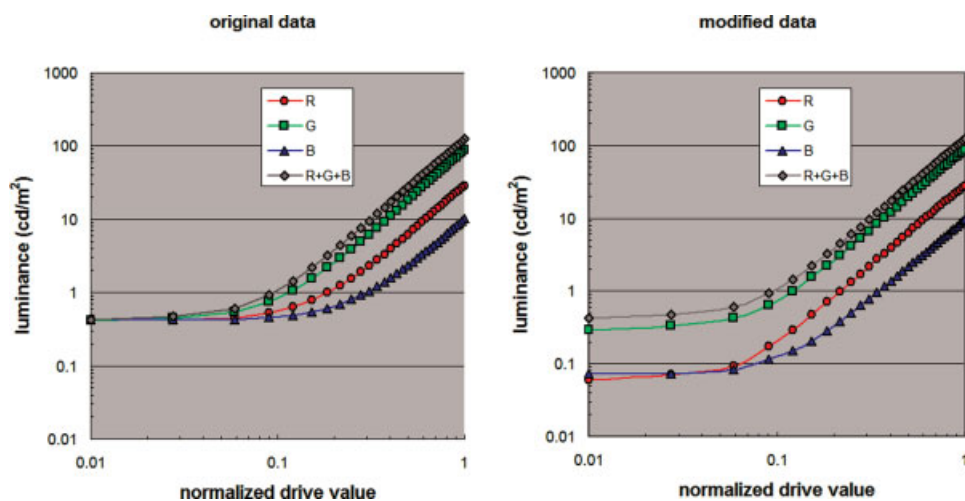 original data
1000
100
10
1
0.1
0.01
luminance (cd/m²)
0.01
0.1
1
normalized drive value
R
G
B
R+G+B
modified data
1000
100
10
1
0.1
0.01
luminance (cd/m²)
0.01
0.1
1
normalized drive value
R
G
B
R+G+B